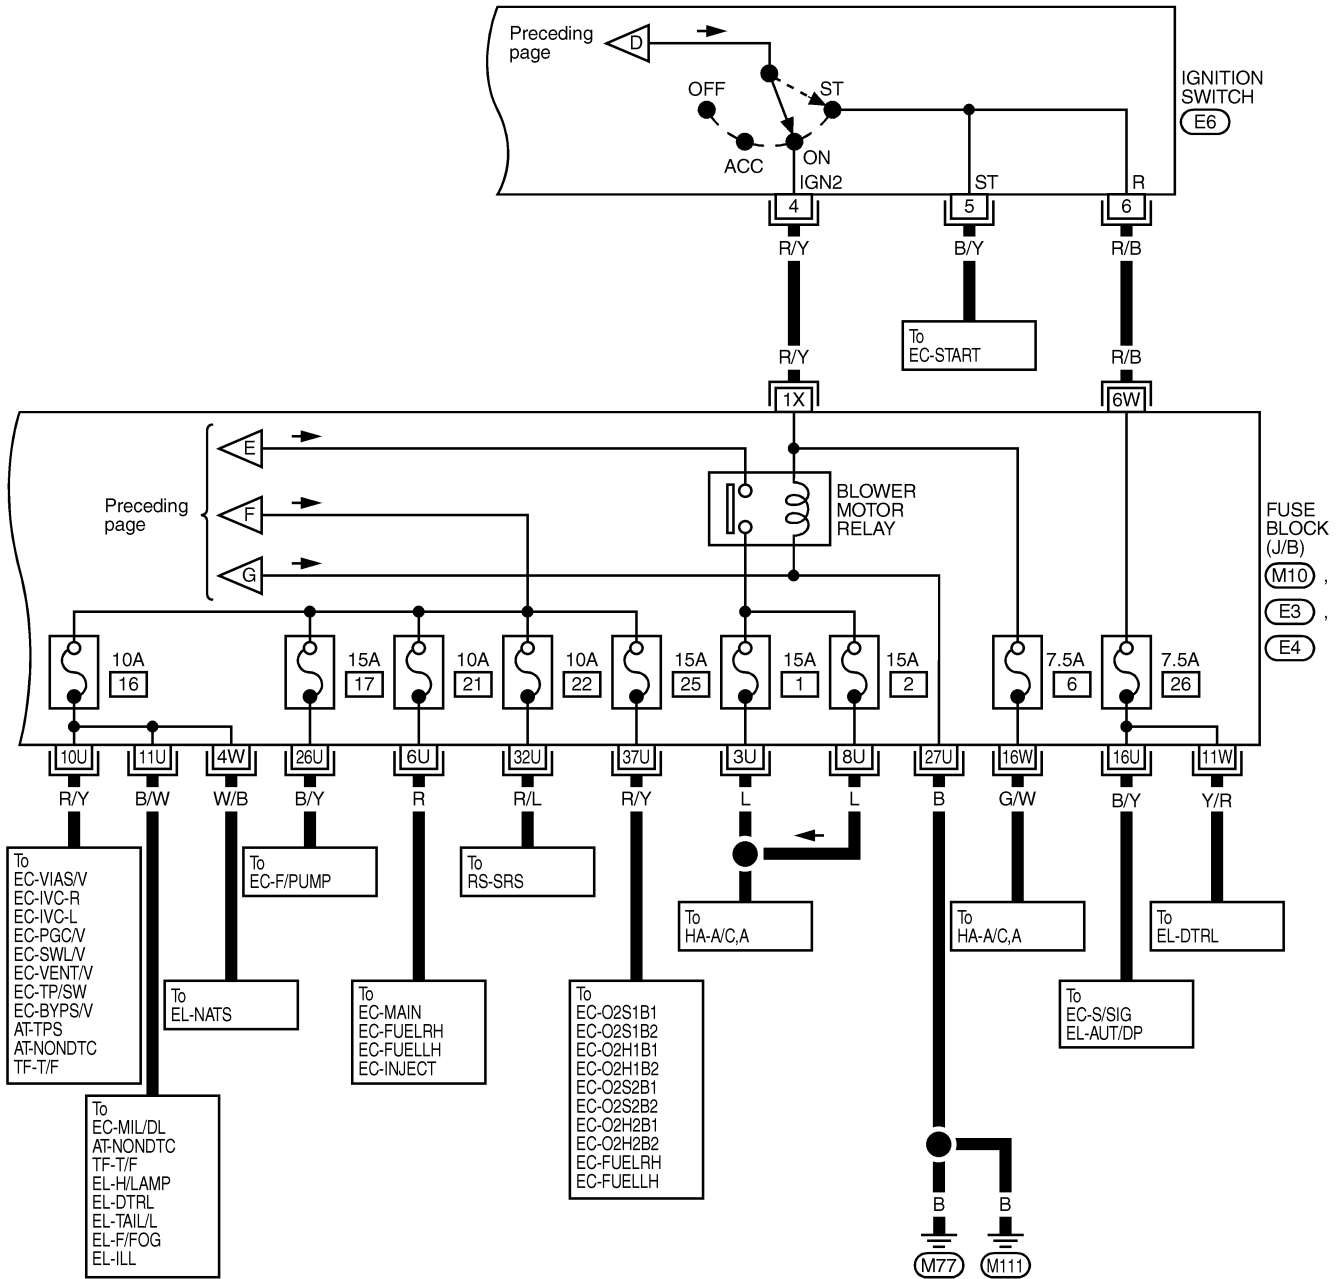 Preceding
page
D
OFF
ST
ACC
ON
IGN2
ST
R
IGNITION
SWITCH
E6
4
5
6
R/Y
B/Y
R/B
To
EC-START
R/Y
R/B
1X
6W
Preceding
page
E
F
G
BLOWER
MOTOR
RELAY
FUSE
BLOCK
(J/B)
M10 ,
E3 ,
E4
10A
16
15A
17
10A
21
10A
22
15A
25
15A
1
15A
2
7.5A
6
7.5A
26
10U
11U
4W
26U
6U
32U
37U
3U
8U
27U
16W
16U
11W
R/Y
B/W
W/B
B/Y
R
R/L
R/Y
L
L
B
G/W
B/Y
Y/R
To
EC-VIAS/V
EC-IVC-R
EC-IVC-L
EC-PGC/V
EC-SWL/V
EC-VENT/V
EC-TP/SW
EC-BYPS/V
AT-TPS
AT-NONDTC
TF-T/F
To
EC-MIL/DL
AT-NONDTC
TF-T/F
EL-H/LAMP
EL-DTRL
EL-TAIL/L
EL-F/FOG
EL-ILL
To
EL-NATS
To
EC-F/PUMP
To
EC-MAIN
EC-FUELRH
EC-FUELLH
EC-INJECT
To
RS-SRS
To
EC-O2S1B1
EC-O2S1B2
EC-O2H1B1
EC-O2H1B2
EC-O2S2B1
EC-O2S2B2
EC-O2H2B1
EC-O2H2B2
EC-FUELRH
EC-FUELLH
To
HA-A/C,A
To
HA-A/C,A
To
EC-S/SIG
EL-AUT/DP
To
EL-DTRL
B
B
M77
M111